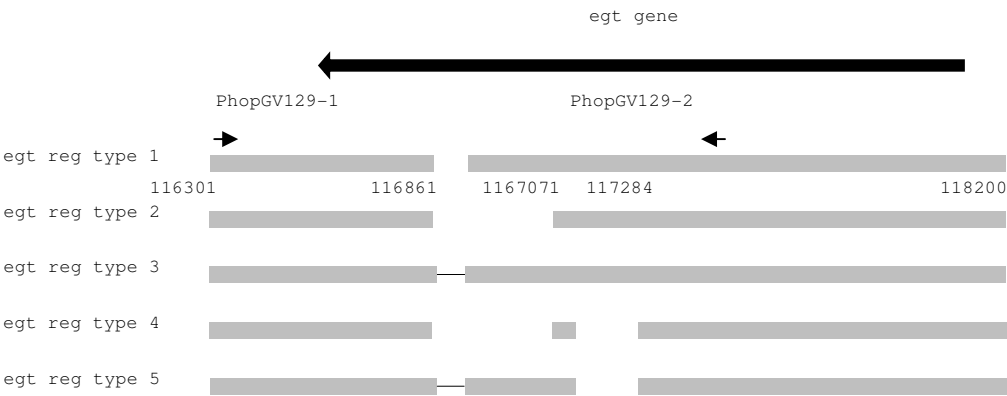 egt gene
PhopGV129-1 PhopGV129-2
egt reg type 1
116301 116861 1167071 117284 118200
egt reg type 2
egt reg type 3
egt reg type 4
egt reg type 5